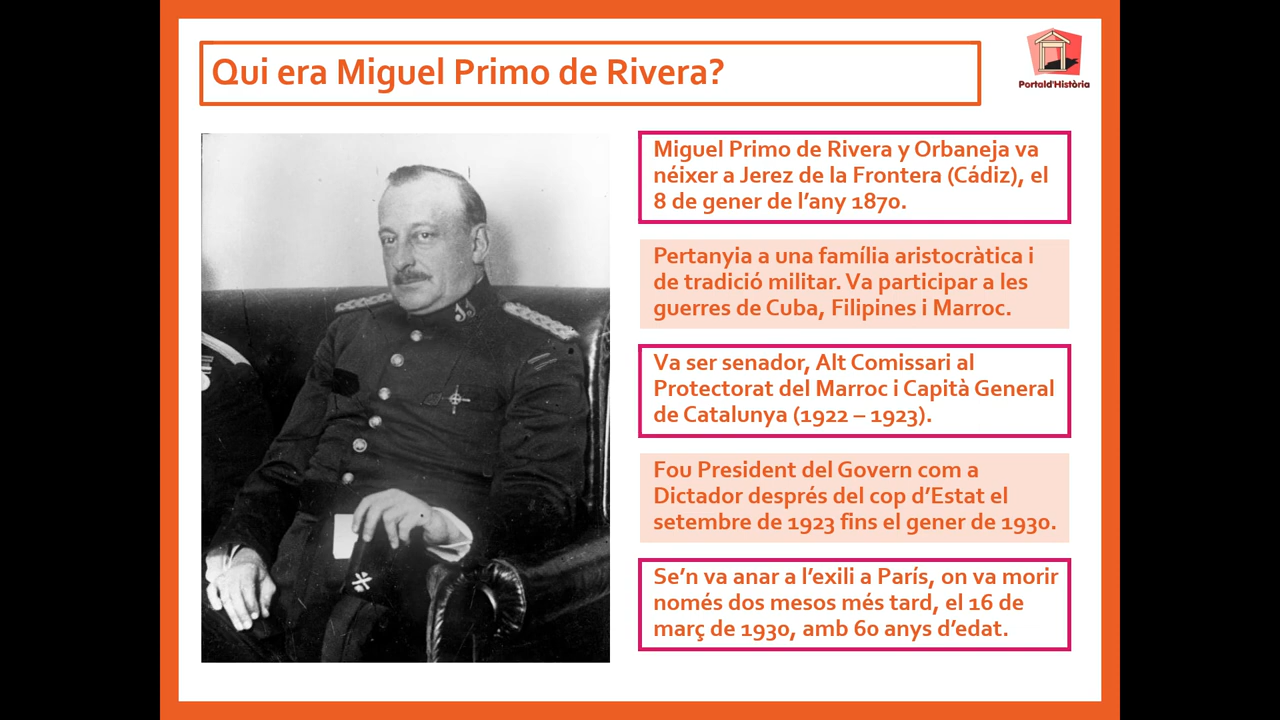 Qui era Miguel Primo de Rivera?
Portald'Història
Miguel Primo de Rivera y Orbaneja va
néixer a Jerez de la Frontera (Cádiz), el
8 de gener de l'any 1870.
Pertanyia a una família aristocràtica i
de tradició militar. Va participar a les
guerres de Cuba, Filipines i Marroc.
Va ser senador, Alt Comissari al
Protectorat del Marroc i Capità General
de Catalunya (1922 – 1923).
Fou President del Govern com a
Dictador després del cop d'Estat el
setembre de 1923 fins el gener de 1930.
Se'n va anar a l'exili a París, on va morir
només dos mesos més tard, el 16 de
març de 1930, amb 60 anys d'edat.